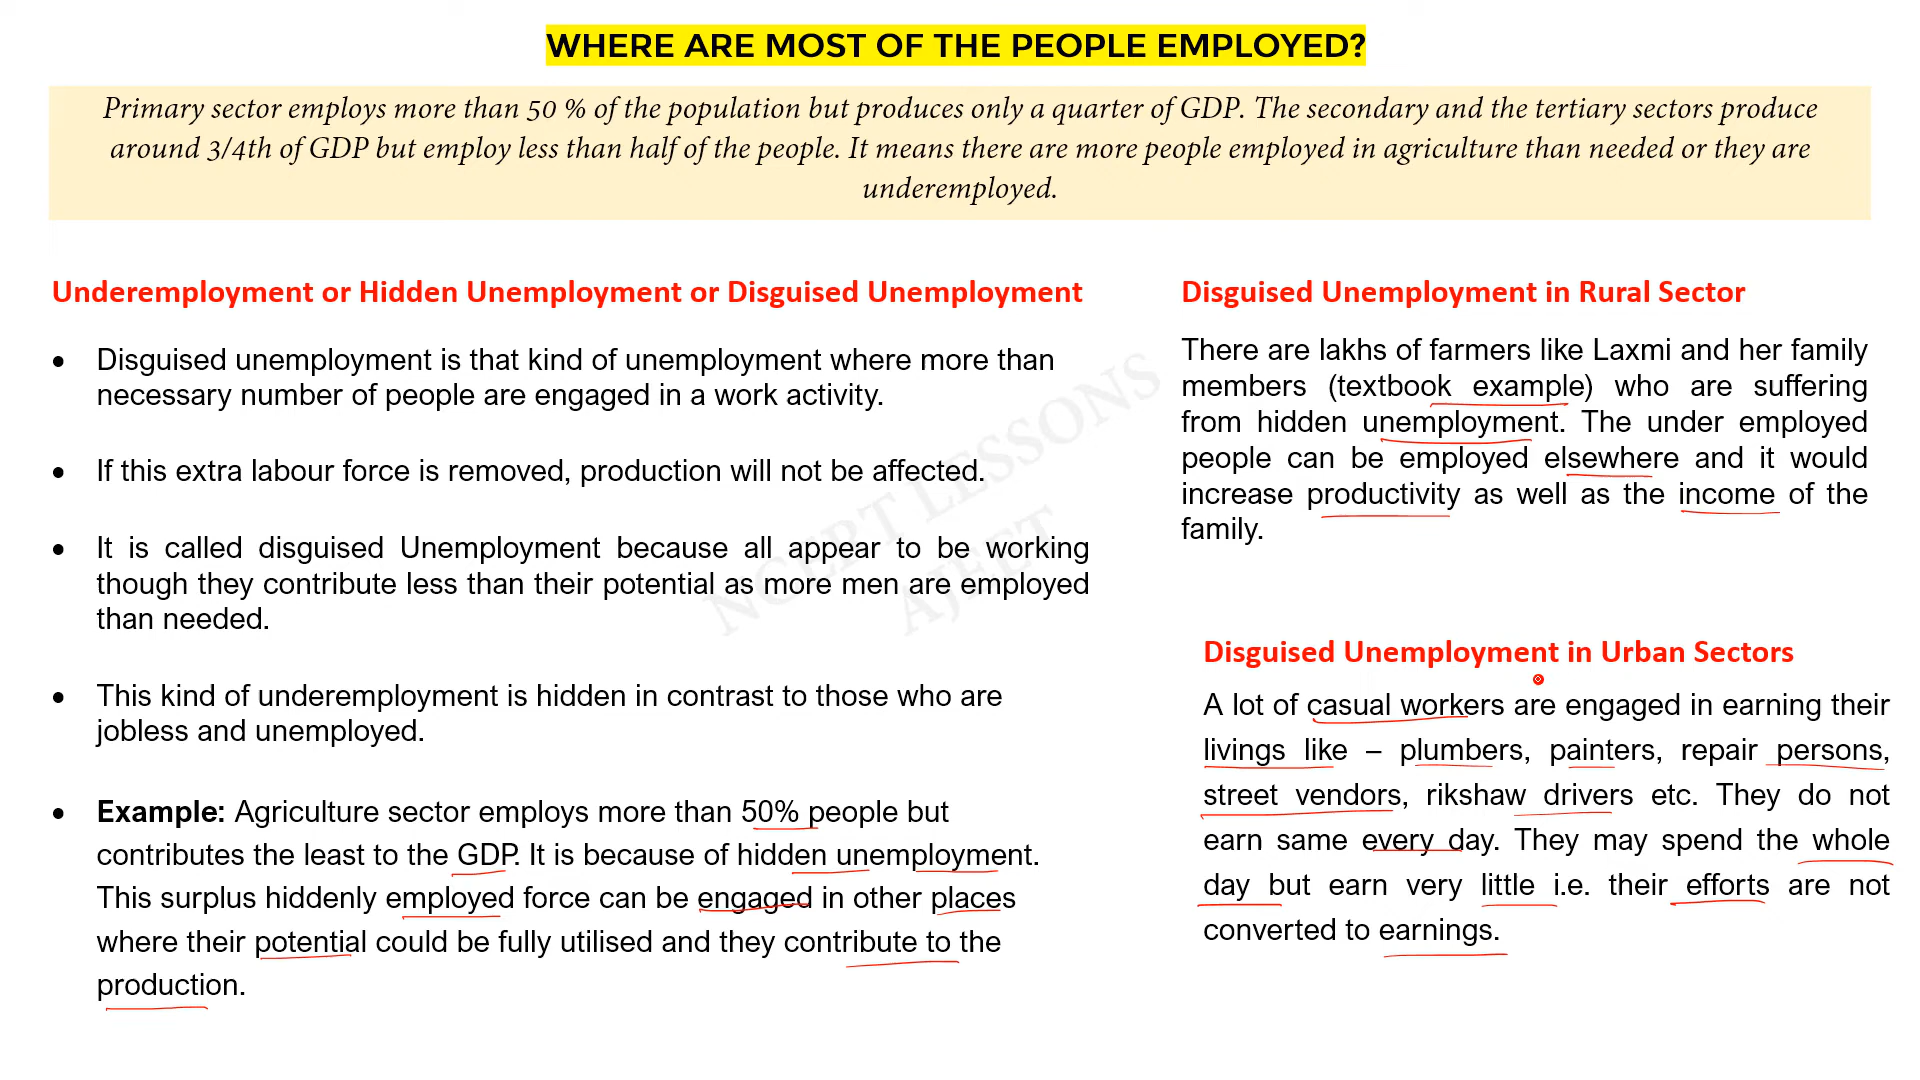 WHERE ARE MOST OF THE PEOPLE EMPLOYED?
Primary sector employs more than 50 % of the population but produces only a quarter of GDP. The secondary and the tertiary sectors produce
around 3/4th of GDP but employ less than half of the people. It means there are more people employed in agriculture than needed or they are
underemployed.
Underemployment or Hidden Unemployment or Disguised Unemployment
• Disguised unemployment is that kind of unemployment where more than
necessary number of people are engaged in a work activity.
• If this extra labour force is removed, production will not be affected.
• It is called disguised Unemployment because all appear to be working
though they contribute less than their potential as more men are employed
than needed.
• This kind of underemployment is hidden in contrast to those who are
jobless and unemployed.
• Example: Agriculture sector employs more than 50% people but
contributes the least to the GDP. It is because of hidden unemployment.
This surplus hiddenly employed force can be engaged in other places
where their potential could be fully utilised and they contribute to the
production.
Disguised Unemployment in Rural Sector
There are lakhs of farmers like Laxmi and her family
members (textbook example) who are suffering
from hidden unemployment. The under employed
people can be employed elsewhere and it would
increase productivity as well as the income of the
family.
Disguised Unemployment in Urban Sectors
A lot of casual workers are engaged in earning their
livings like – plumbers, painters, repair persons,
street vendors, rikshaw drivers etc. They do not
earn same every day. They may spend the whole
day but earn very little i.e. their efforts are not
converted to earnings.
NCERT LESSONS
AJEET